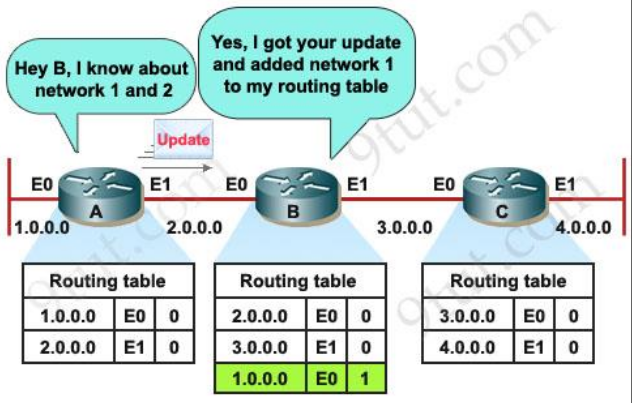 Hey B, I know about
network 1 and 2
Yes, I got your update
and added network 1
to my routing table
Update
E0 A E1 E0 B E1 E0 C E1
1.0.0.0 2.0.0.0 3.0.0.0 4.0.0.0
Routing table
1.0.0.0 E0 0
2.0.0.0 E1 0
Routing table
2.0.0.0 E0 0
3.0.0.0 E1 0
1.0.0.0 E0 1
Routing table
3.0.0.0 E0 0
4.0.0.0 E1 0
9tut.com
9tut.com
9tut.com